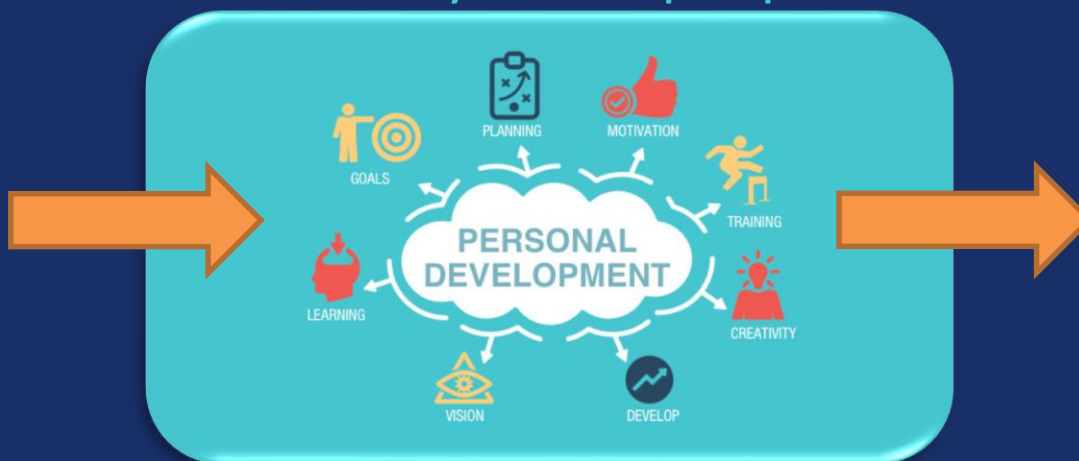 PLANNING
MOTIVATION
GOALS
TRAINING
PERSONAL
DEVELOPMENT
LEARNING
CREATIVITY
VISION
DEVELOP